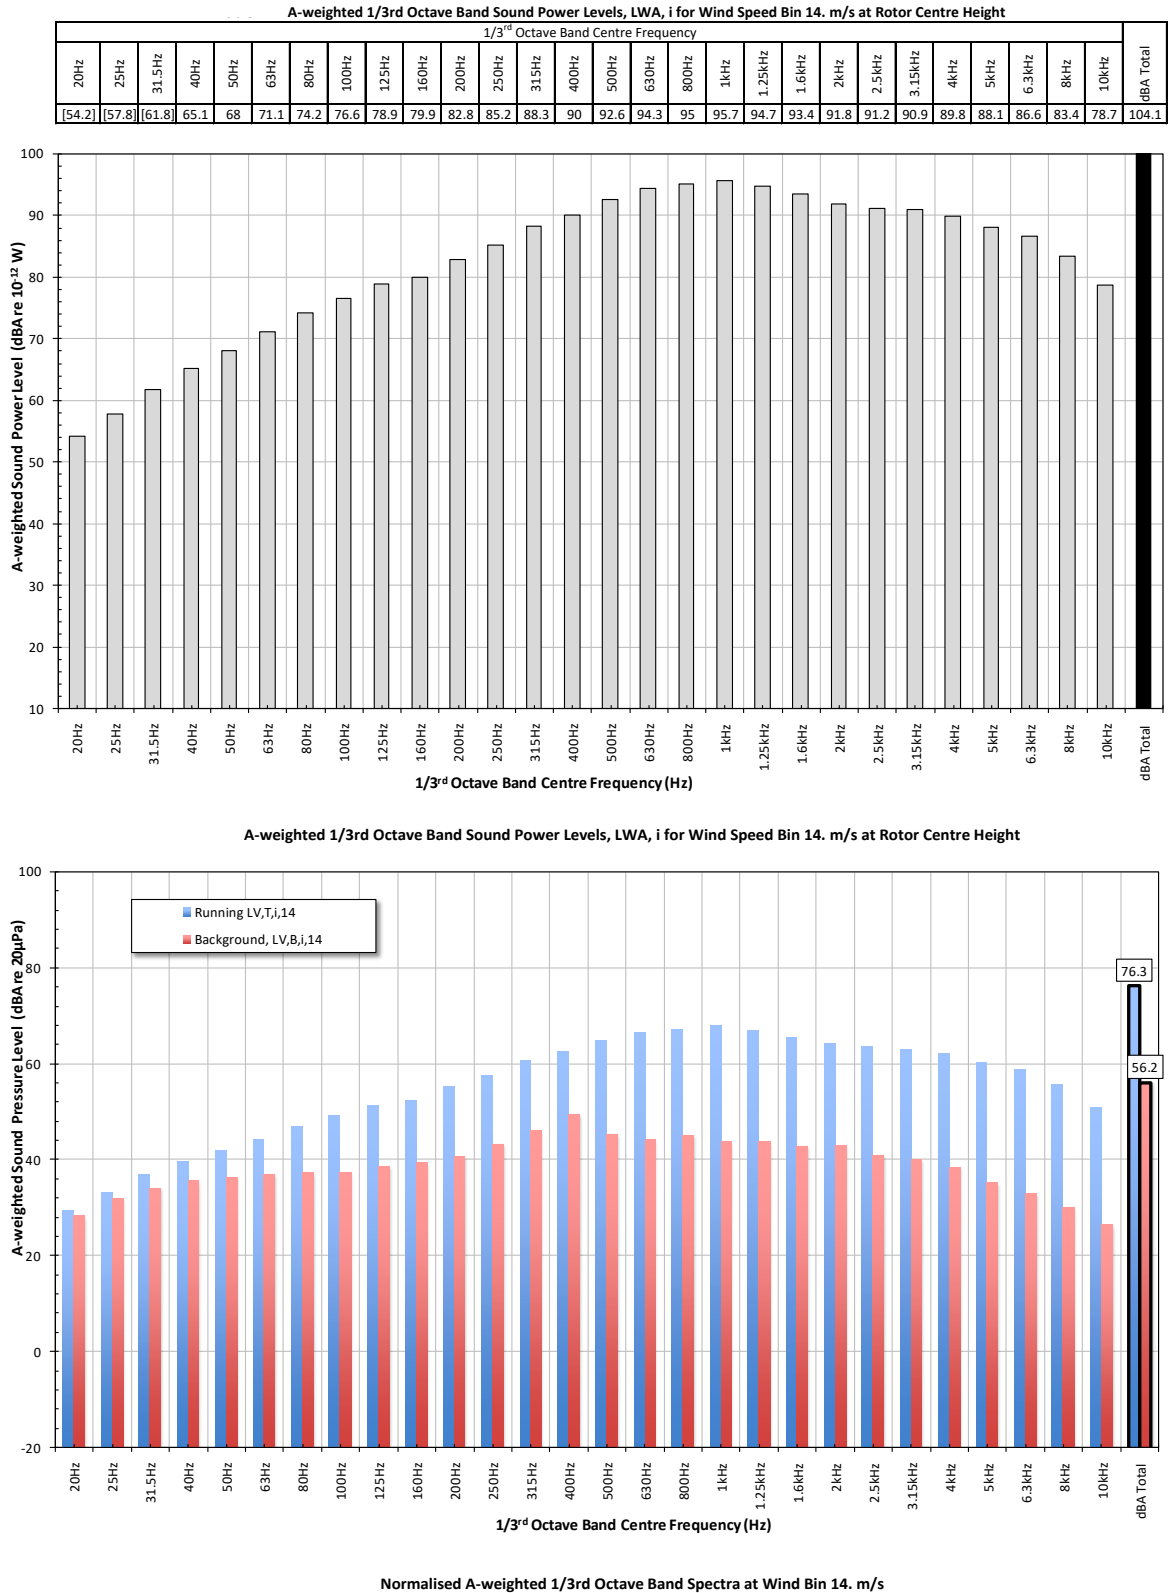 A-weighted 1/3rd Octave Band Sound Power Levels, LWA, i for Wind Speed Bin 14. m/s at Rotor Centre Height
1/3rd Octave Band Centre Frequency
20Hz 25Hz 31.5Hz 40Hz 50Hz 63Hz 80Hz 100Hz 125Hz 160Hz 200Hz 250Hz 315Hz 400Hz 500Hz 630Hz 800Hz 1kHz 1.25kHz 1.6kHz 2kHz 2.5kHz 3.15kHz 4kHz 5kHz 6.3kHz 8kHz 10kHz dBA Total
[54.2] [57.8] [61.8] 65.1 68 71.1 74.2 76.6 78.9 79.9 82.8 85.2 88.3 90 92.6 94.3 95 95.7 94.7 93.4 91.8 91.2 90.9 89.8 88.1 86.6 83.4 78.7 104.1
A-weighted Sound Power Level (dBA re 10-12 W)
100
90
80
70
60
50
40
30
20
10
20Hz 25Hz 31.5Hz 40Hz 50Hz 63Hz 80Hz 100Hz 125Hz 160Hz 200Hz 250Hz 315Hz 400Hz 500Hz 630Hz 800Hz 1kHz 1.25kHz 1.6kHz 2kHz 2.5kHz 3.15kHz 4kHz 5kHz 6.3kHz 8kHz 10kHz dBA Total
1/3rd Octave Band Centre Frequency (Hz)
A-weighted 1/3rd Octave Band Sound Power Levels, LWA, i for Wind Speed Bin 14. m/s at Rotor Centre Height
A-weighted Sound Pressure Level (dBA re 20µPa)
100
80
60
40
20
0
-20
Running LV,T,i,14
Background, LV,B,i,14
76.3
56.2
20Hz 25Hz 31.5Hz 40Hz 50Hz 63Hz 80Hz 100Hz 125Hz 160Hz 200Hz 250Hz 315Hz 400Hz 500Hz 630Hz 800Hz 1kHz 1.25kHz 1.6kHz 2kHz 2.5kHz 3.15kHz 4kHz 5kHz 6.3kHz 8kHz 10kHz dBA Total
1/3rd Octave Band Centre Frequency (Hz)
Normalised A-weighted 1/3rd Octave Band Spectra at Wind Bin 14. m/s